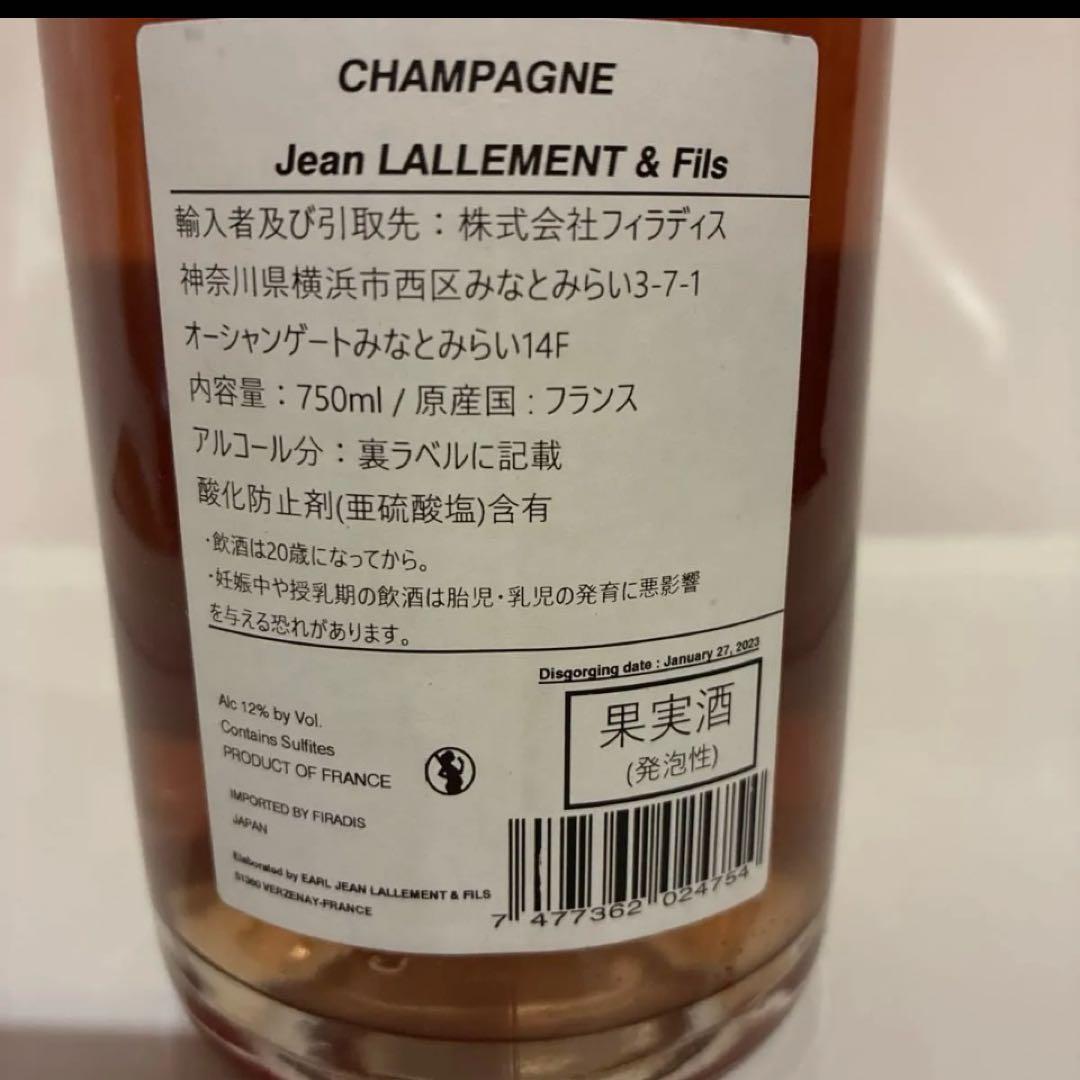 CHAMPAGNE
Jean LALLEMENT & Fils
輸入者及び引取先：株式会社フィラディス
神奈川県横浜市西区みなとみらい3-7-1
オーシャンゲートみなとみらい14F
内容量：750ml / 原産国：フランス
アルコール分：裏ラベルに記載
酸化防止剤(亜硫酸塩)含有
・飲酒は20歳になってから。
・妊娠中や授乳期の飲酒は胎児・乳児の発育に悪影響
を与える恐れがあります。
Disgorging date : January 27, 2023
果実酒
(発泡性)
Alc 12% by Vol.
Contains Sulfites
PRODUCT OF FRANCE
IMPORTED BY FIRADIS
JAPAN
Elaborated by EARL JEAN LALLEMENT & FILS
51360 VERZENAY-FRANCE
7 477362 024754